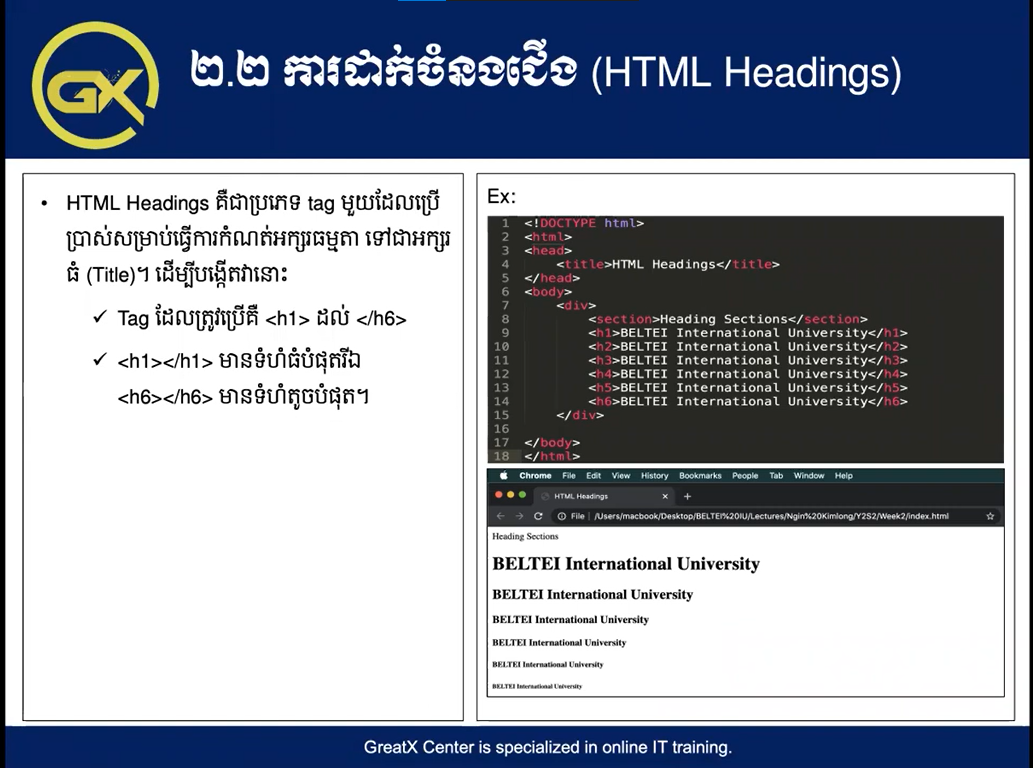 GX
២.២ ការដាក់ចំនងជើង (HTML Headings)
• HTML Headings គឺជាប្រភេទ tag មួយដែលប្រើ
ប្រាស់សម្រាប់ធ្វើការកំណត់អក្សរធម្មតា ទៅជាអក្សរ
ធំ (Title)។ ដើម្បីបង្កើតវានោះ
✓ Tag ដែលត្រូវប្រើគឺ <h1> ដល់ </h6>
✓ <h1></h1> មានទំហំធំបំផុតរីឯ
<h6></h6> មានទំហំតូចបំផុត។
Ex:
1 <!DOCTYPE html>
2 <html>
3 <head>
4 <title>HTML Headings</title>
5 </head>
6 <body>
7 <div>
8 <section>Heading Sections</section>
9 <h1>BELTEI International University</h1>
10 <h2>BELTEI International University</h2>
11 <h3>BELTEI International University</h3>
12 <h4>BELTEI International University</h4>
13 <h5>BELTEI International University</h5>
14 <h6>BELTEI International University</h6>
15 </div>
16
17 </body>
18 </html>
Chrome File Edit View History Bookmarks People Tab Window Help
HTML Headings
File | /Users/macbook/Desktop/BELTEI%20IU/Lectures/Ngin%20Kimlong/Y2S2/Week2/index.html
Heading Sections
BELTEI International University
BELTEI International University
BELTEI International University
BELTEI International University
BELTEI International University
BELTEI International University
GreatX Center is specialized in online IT training.